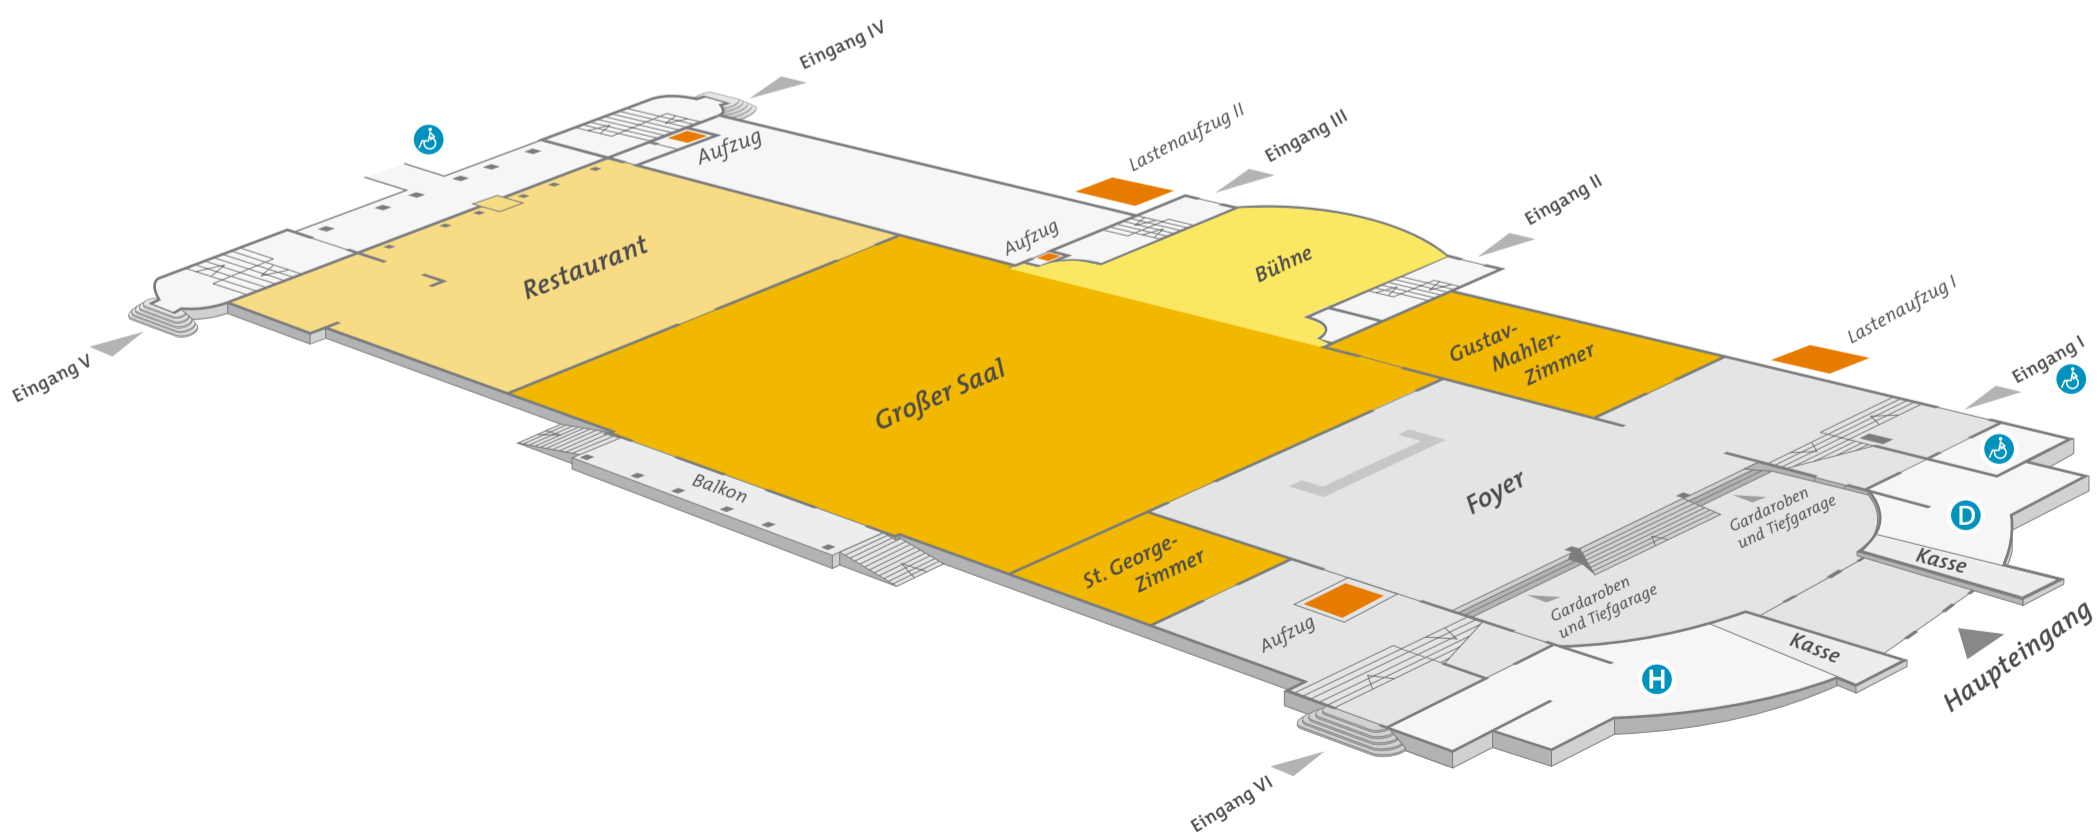 Eingang IV
Aufzug
Lastenaufzug II
Eingang III
Eingang II
Aufzug
Bühne
Restaurant
Eingang V
Großer Saal
Gustav-
Mahler-
Zimmer
Lastenaufzug I
Eingang I
Balkon
Foyer
Gardaroben
und Tiefgarage
D
Kasse
St. George-
Zimmer
Aufzug
Gardaroben
und Tiefgarage
Kasse
H
Haupteingang
Eingang VI